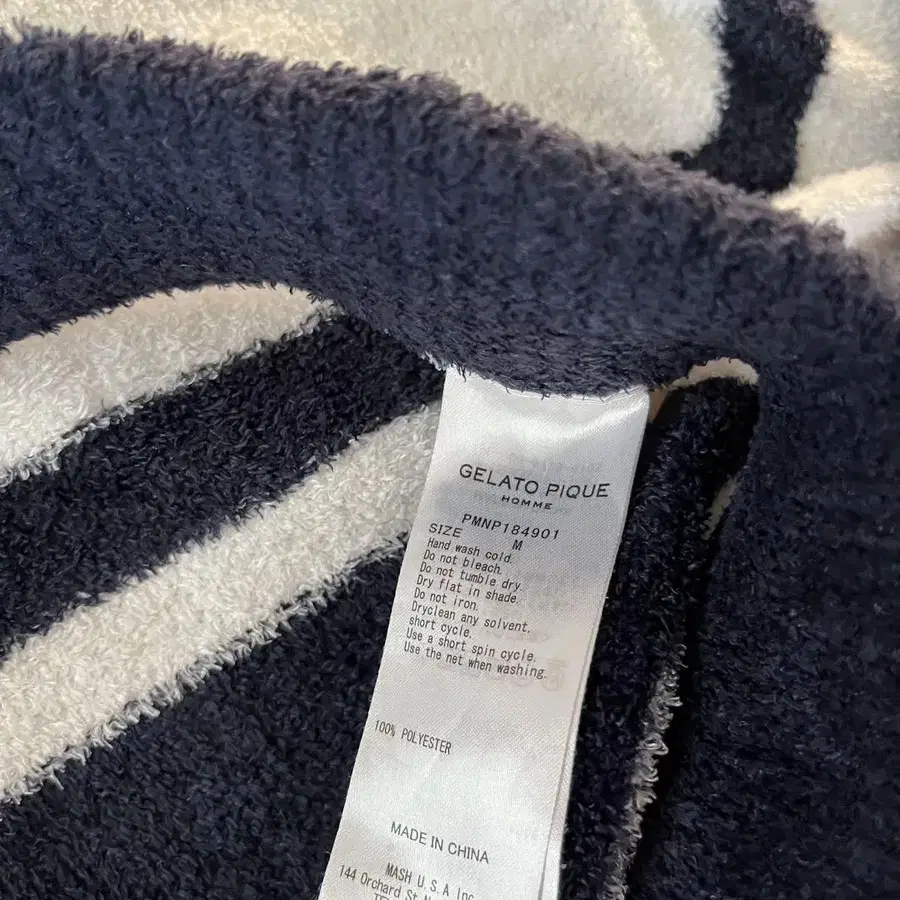 GELATO PIQUE
HOMME
PMNP184901
SIZE M
Hand wash cold.
Do not bleach.
Do not tumble dry.
Dry flat in shade.
Do not iron.
Dryclean any solvent.
short cycle.
Use a short spin cycle.
Use the net when washing.
100% POLYESTER
MADE IN CHINA
MASH U.S.A Inc
144 Orchard St.N